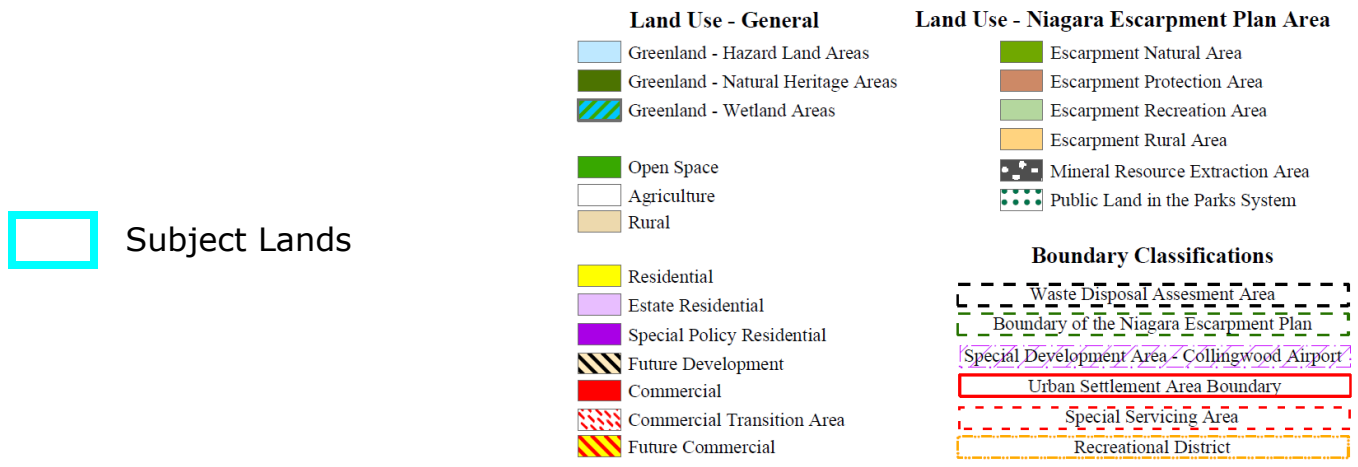 Subject Lands
Land Use - General
Greenland - Hazard Land Areas
Greenland - Natural Heritage Areas
Greenland - Wetland Areas
Open Space
Agriculture
Rural
Residential
Estate Residential
Special Policy Residential
Future Development
Commercial
Commercial Transition Area
Future Commercial
Land Use - Niagara Escarpment Plan Area
Escarpment Natural Area
Escarpment Protection Area
Escarpment Recreation Area
Escarpment Rural Area
Mineral Resource Extraction Area
Public Land in the Parks System
Boundary Classifications
Waste Disposal Assesment Area
Boundary of the Niagara Escarpment Plan
Special Development Area - Collingwood Airport
Urban Settlement Area Boundary
Special Servicing Area
Recreational District